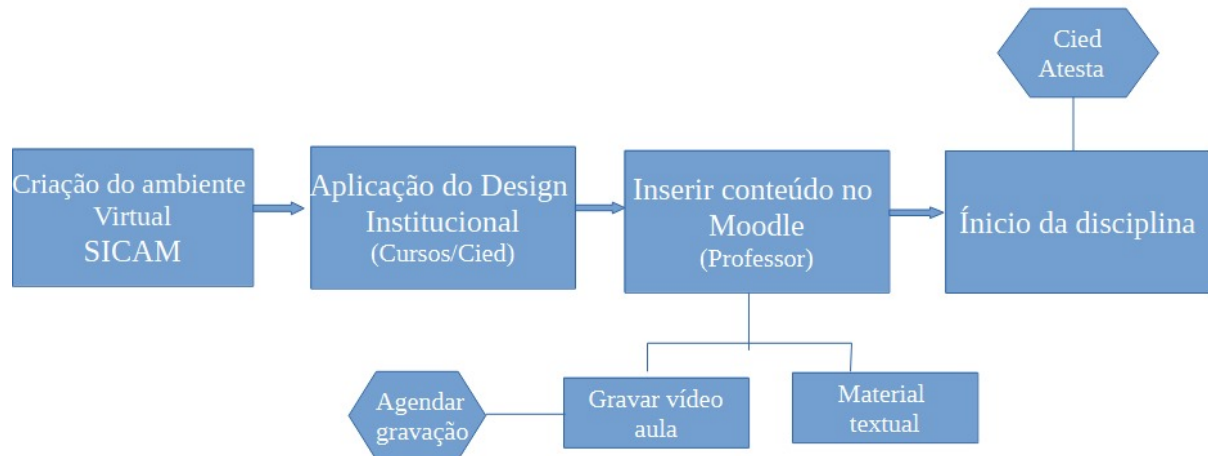 Cied
Atesta
Criação do ambiente
Virtual
SICAM
Aplicação do Design
Institucional
(Cursos/Cied)
Inserir conteúdo no
Moodle
(Professor)
Ínicio da disciplina
Agendar
gravação
Gravar vídeo
aula
Material
textual